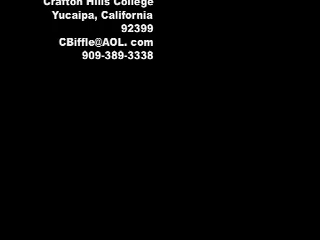 Crafton Hills College
Yucaipa, California
92399
CBiffle@AOL. com
909-389-3338